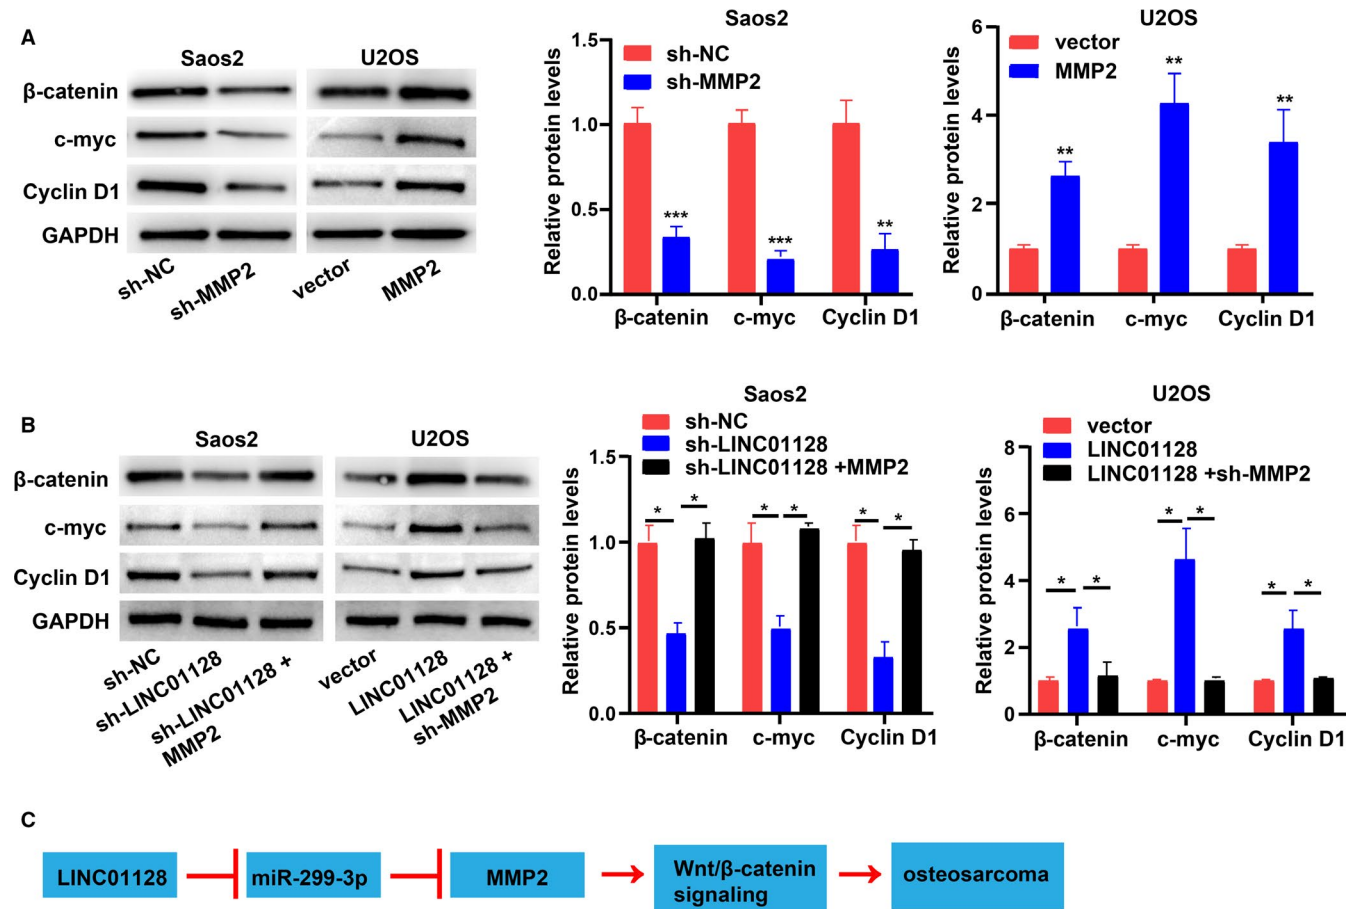 A
Saos2
U2OS
β-catenin
c-myc
Cyclin D1
GAPDH
sh-NC
sh-MMP2
vector
MMP2
Saos2
sh-NC
sh-MMP2
Relative protein levels
1.5
1.0
0.5
0.0
***
***
**
β-catenin
c-myc
Cyclin D1
U2OS
vector
MMP2
Relative protein levels
6
4
2
0
**
**
**
β-catenin
c-myc
Cyclin D1
B
Saos2
U2OS
β-catenin
c-myc
Cyclin D1
GAPDH
sh-NC
sh-LINC01128
sh-LINC01128 +
MMP2
vector
LINC01128
LINC01128 +
sh-MMP2
Saos2
sh-NC
sh-LINC01128
sh-LINC01128 +MMP2
Relative protein levels
1.5
1.0
0.5
0.0
* *
* *
* *
β-catenin
c-myc
Cyclin D1
U2OS
vector
LINC01128
LINC01128 +sh-MMP2
Relative protein levels
8
6
4
2
0
* *
* *
* *
β-catenin
c-myc
Cyclin D1
C
LINC01128
miR-299-3p
MMP2
Wnt/β-catenin
signaling
osteosarcoma